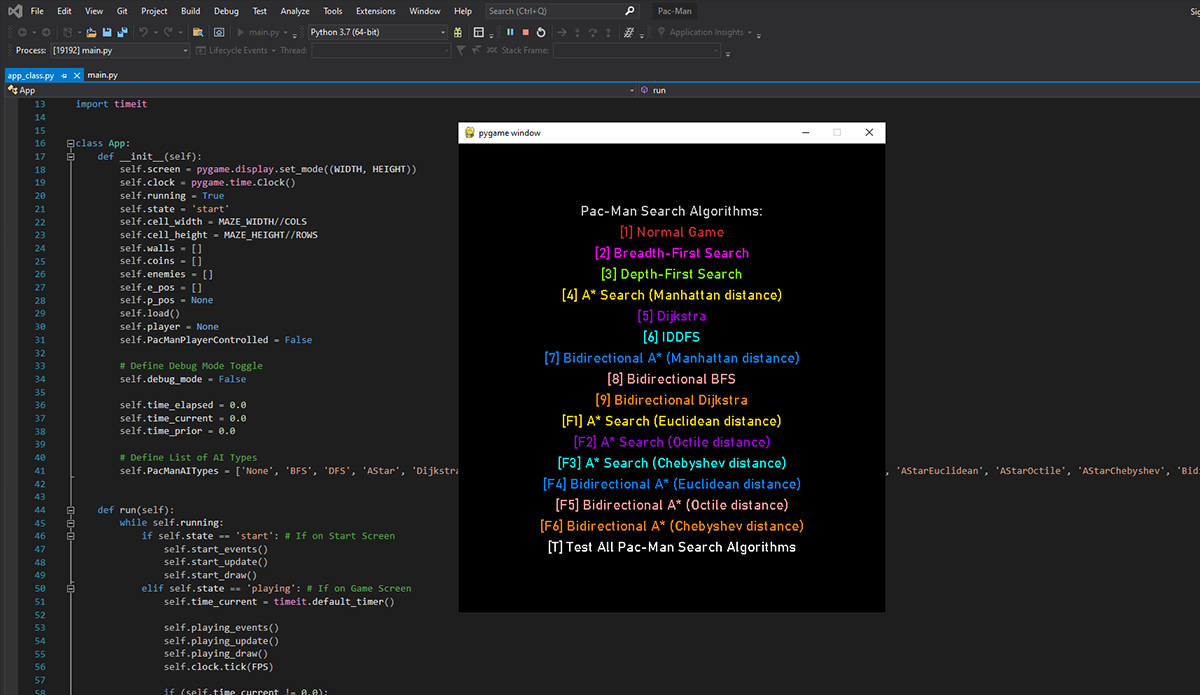 File Edit View Git Project Build Debug Test Analyze Tools Extensions Window Help Search (Ctrl+Q) Pac-Man
main.py Python 3.7 (64-bit) Application Insights
Process: [19192] main.py Lifecycle Events Thread: Stack Frame:
app_class.py main.py
App run
13 import timeit
14
15
16 class App:
17 def __init__(self):
18 self.screen = pygame.display.set_mode((WIDTH, HEIGHT))
19 self.clock = pygame.time.Clock()
20 self.running = True
21 self.state = 'start'
22 self.cell_width = MAZE_WIDTH//COLS
23 self.cell_height = MAZE_HEIGHT//ROWS
24 self.walls = []
25 self.coins = []
26 self.enemies = []
27 self.e_pos = []
28 self.p_pos = None
29 self.load()
30 self.player = None
31 self.PacManPlayerControlled = False
32
33 # Define Debug Mode Toggle
34 self.debug_mode = False
35
36 self.time_elapsed = 0.0
37 self.time_current = 0.0
38 self.time_prior = 0.0
39
40 # Define List of AI Types
41 self.PacManAITypes = ['None', 'BFS', 'DFS', 'AStar', 'Dijkstra , 'AStarEuclidean', 'AStarOctile', 'AStarChebyshev', 'Bid
42
43
44 def run(self):
45 while self.running:
46 if self.state == 'start': # If on Start Screen
47 self.start_events()
48 self.start_update()
49 self.start_draw()
50 elif self.state == 'playing': # If on Game Screen
51 self.time_current = timeit.default_timer()
52
53 self.playing_events()
54 self.playing_update()
55 self.playing_draw()
56 self.clock.tick(FPS)
57
58 if (self.time_current != 0.0):
pygame window
Pac-Man Search Algorithms:
[1] Normal Game
[2] Breadth-First Search
[3] Depth-First Search
[4] A* Search (Manhattan distance)
[5] Dijkstra
[6] IDDFS
[7] Bidirectional A* (Manhattan distance)
[8] Bidirectional BFS
[9] Bidirectional Dijkstra
[F1] A* Search (Euclidean distance)
[F2] A* Search (Octile distance)
[F3] A* Search (Chebyshev distance)
[F4] Bidirectional A* (Euclidean distance)
[F5] Bidirectional A* (Octile distance)
[F6] Bidirectional A* (Chebyshev distance)
[T] Test All Pac-Man Search Algorithms